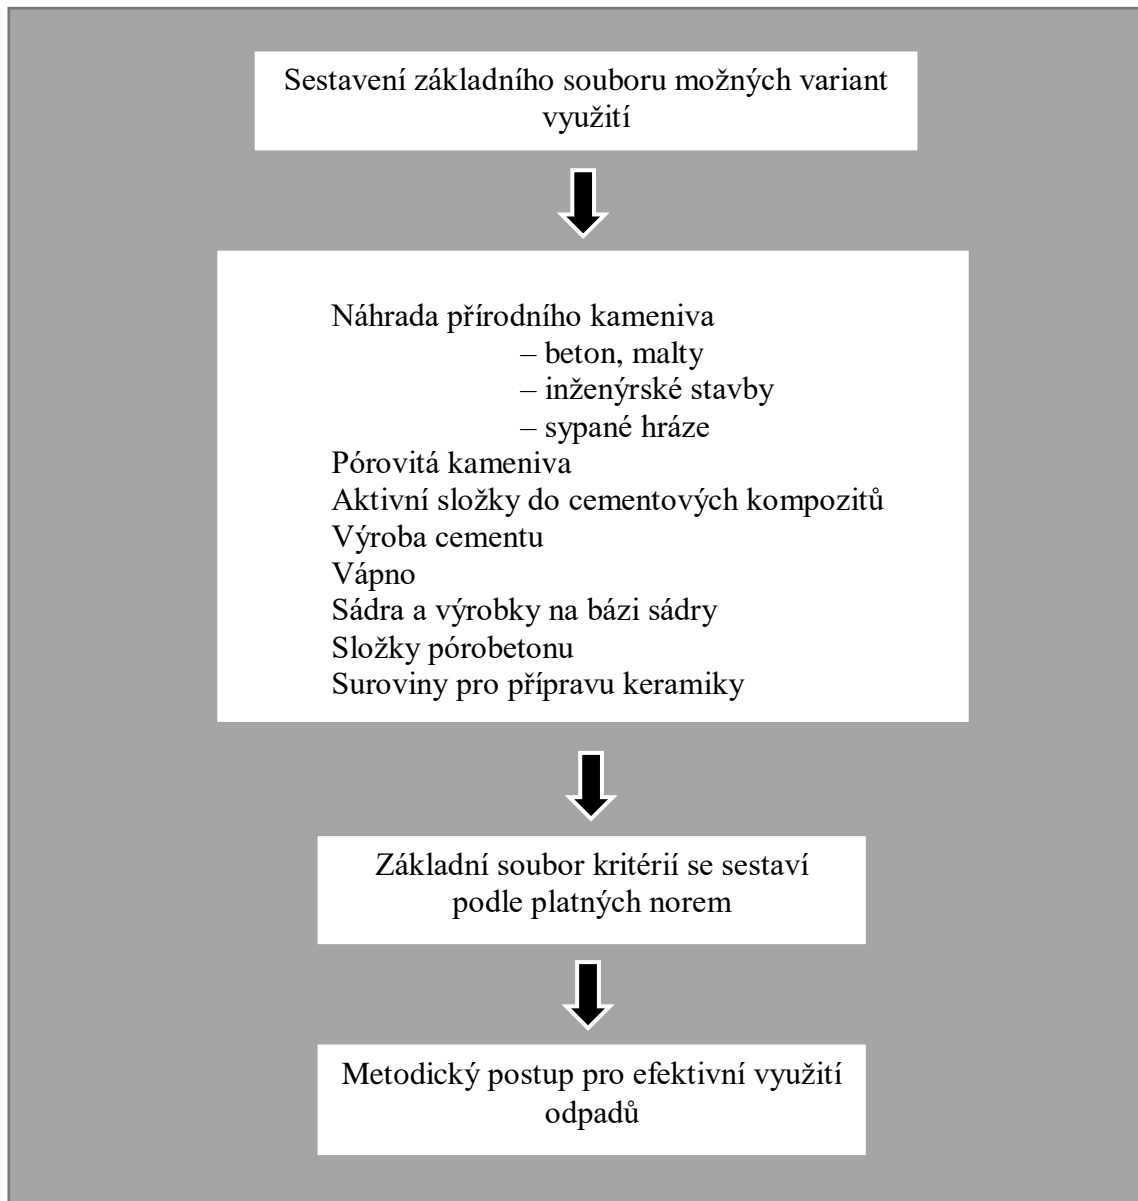 Sestavení základního souboru možných variant
využití
Náhrada přírodního kameniva
– beton, malty
– inženýrské stavby
– sypané hráze
Pórovitá kameniva
Aktivní složky do cementových kompozitů
Výroba cementu
Vápno
Sádra a výrobky na bázi sádry
Složky pórobetonu
Suroviny pro přípravu keramiky
Základní soubor kritérií se sestaví
podle platných norem
Metodický postup pro efektivní využití
odpadů